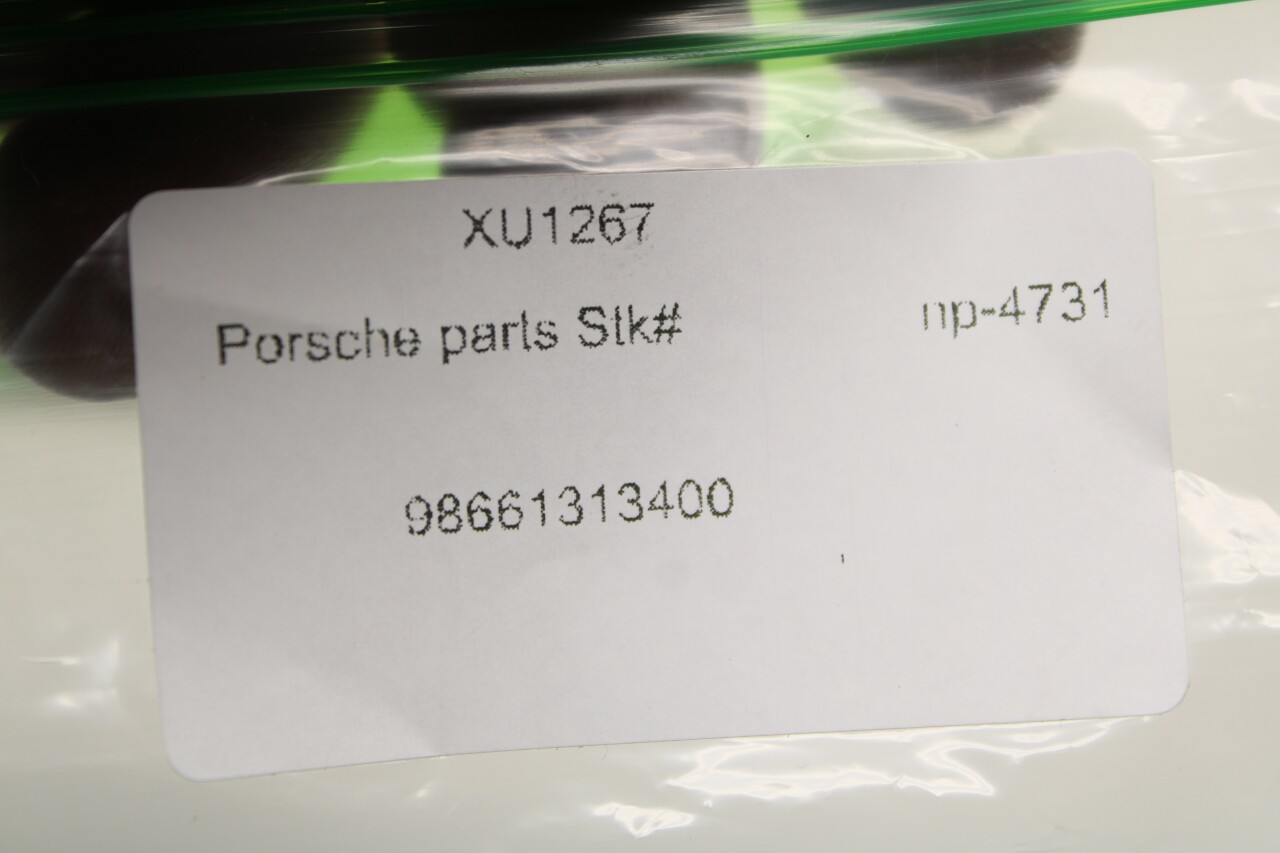 XU1267
Porsche parts Stk# np-4731
98661313400